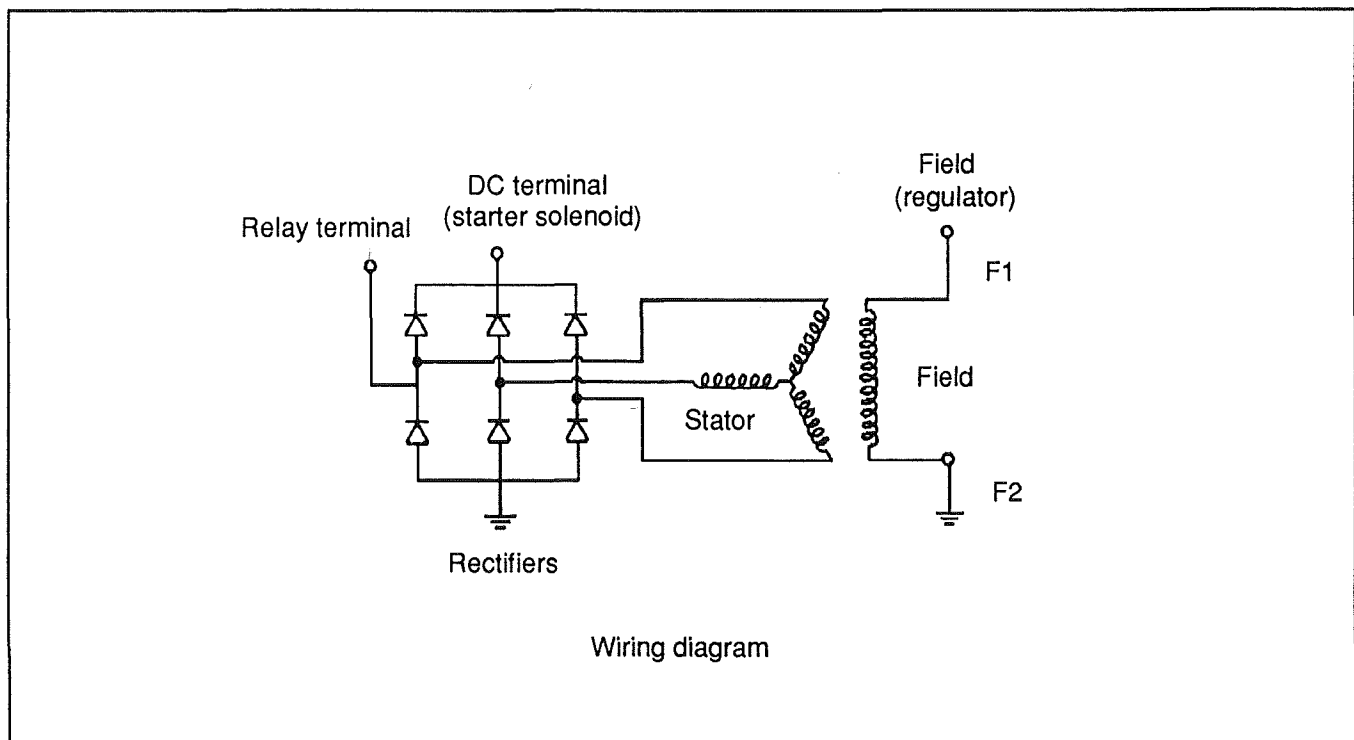 Field
(regulator)
DC terminal
(starter solenoid)
Relay terminal
F1
Field
Stator
F2
Rectifiers
Wiring diagram